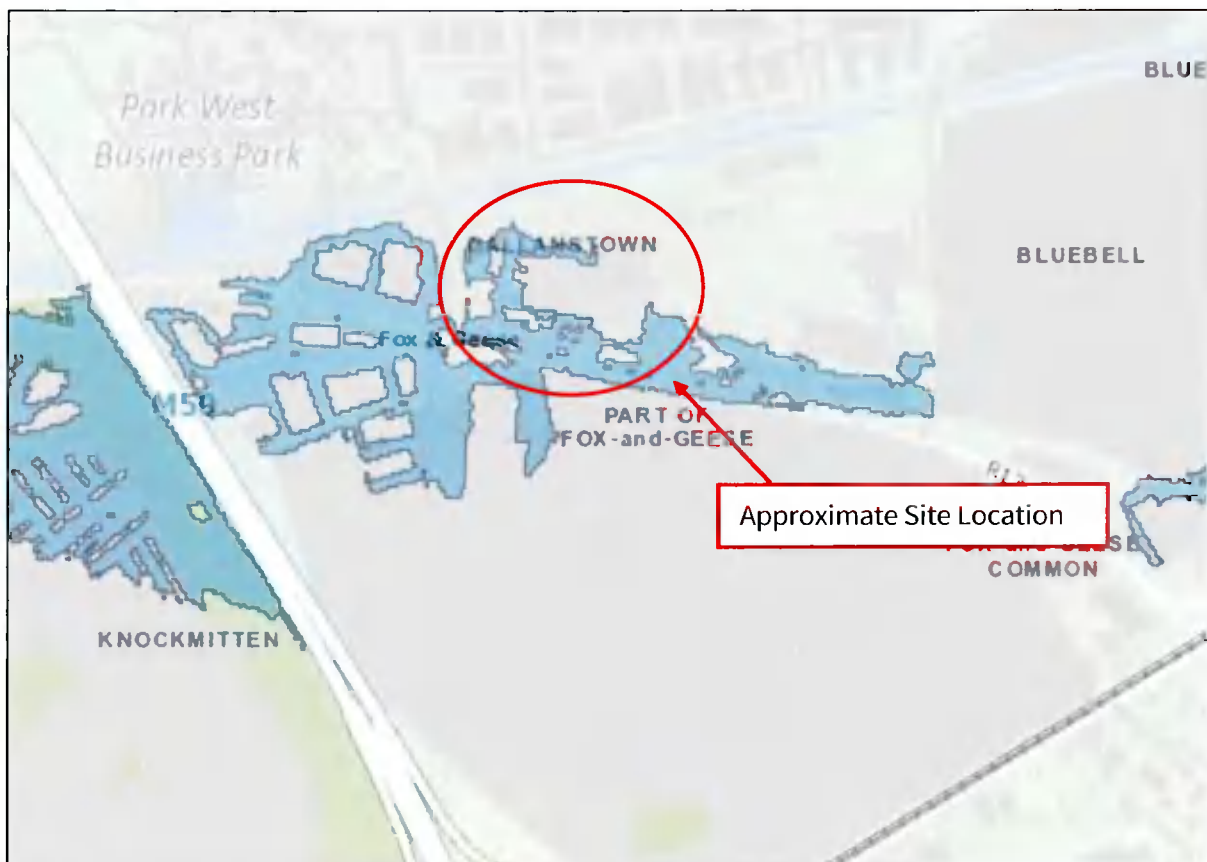 BLUE
Park West
Business Park
BALLANSTOWN
BLUEBELL
Fox & Geese
M50
PART OF
FOX-and-GEESE
Approximate Site Location
COMMON
KNOCKMITTEN